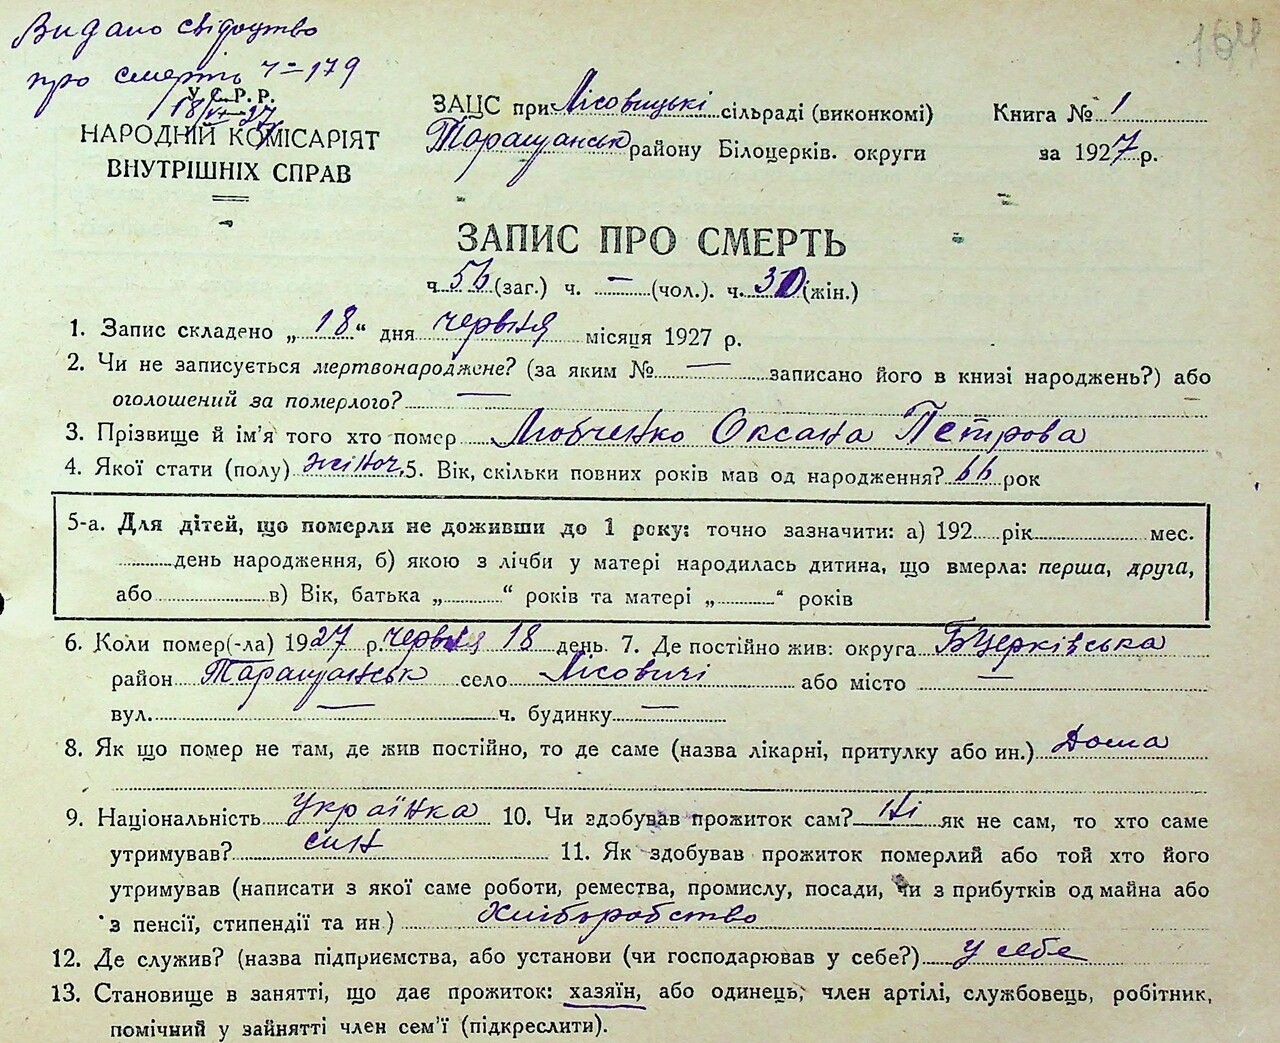 164
Видано свідоцтво
про смерть ч= 179
18/VI-27
У. С. Р. Р.
НАРОДНІЙ КОМІСАРІЯТ
ВНУТРІШНІХ СПРАВ
ЗАЦС при Лісовицькі сільраді (виконкомі)
Таращанськ району Білоцерків. округи
Книга № 1
за 1927 р.
ЗАПИС ПРО СМЕРТЬ
ч. 56 (заг.) ч. — (чол.). ч. 30 (жін.)
1. Запис складено „ 18 “ дня червня місяця 1927 р.
2. Чи не записується мертвонароджене? (за яким № — записано його в книзі народжень?) або
оголошений за померлого? —
3. Прізвище й ім'я того хто помер Любченко Оксана Петрова
4. Якої стати (полу) жіноч. 5. Вік, скільки повних років мав од народження? 66 рок
5-а. Для дітей, що померли не доживши до 1 року: точно зазначити: а) 192 рік мес.
день народження, б) якою з лічби у матері народилась дитина, що вмерла: перша, друга,
або в) Вік, батька „ “ років та матері „ “ років
6. Коли помер(-ла) 1927 р. червня 18 день. 7. Де постійно жив: округа БЦерківська
район Таращанськ село Лісовичі або місто —
вул. — ч. будинку —
8. Як що помер не там, де жив постійно, то де саме (назва лікарні, притулку або ин.) Дома
9. Національність Українка 10. Чи здобував прожиток сам? Ні як не сам, то хто саме
утримував? син 11. Як здобував прожиток померлий або той хто його
утримував (написати з якої саме роботи, ремества, промислу, посади, чи з прибутків од майна або
з пенсії, стипендії та ин) Хліборобство
12. Де служив? (назва підприємства, або установи (чи господарював у себе?) у себе
13. Становище в занятті, що дає прожиток: хазяїн, або одинець, член артілі, службовець, робітник,
помічний у зайнятті член сем'ї (підкреслити).